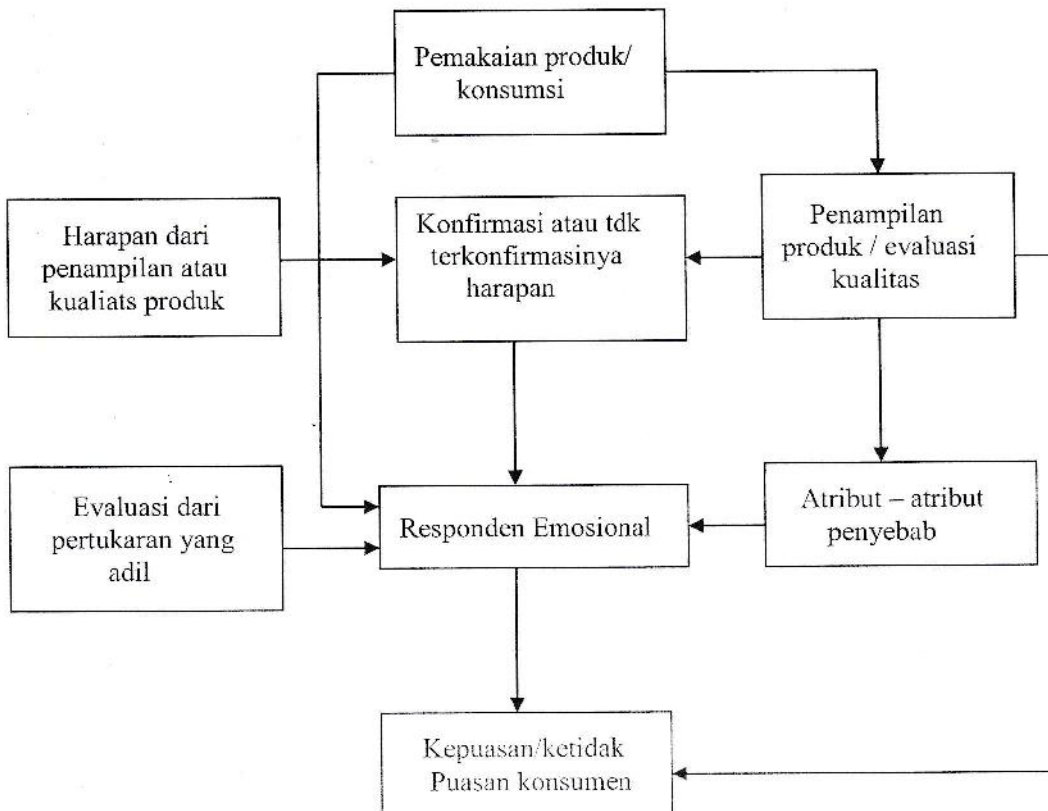 Pemakaian produk/
konsumsi
Harapan dari
penampilan atau
kualiats produk
Konfirmasi atau tdk
terkonfirmasinya
harapan
Penampilan
produk / evaluasi
kualitas
Evaluasi dari
pertukaran yang
adil
Responden Emosional
Atribut – atribut
penyebab
Kepuasan/ketidak
Puasan konsumen